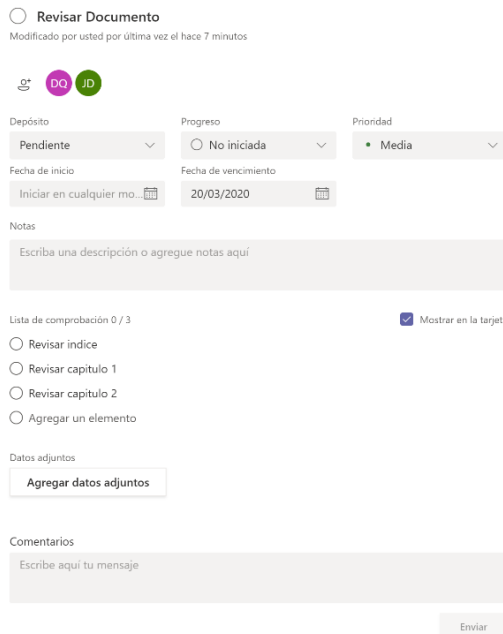 Revisar Documento
Modificado por usted por última vez el hace 7 minutos
DQ JD
Depósito Progreso Prioridad
Pendiente No iniciada Media
Fecha de inicio Fecha de vencimiento
Iniciar en cualquier mo... 20/03/2020
Notas
Escriba una descripción o agregue notas aquí
Lista de comprobación 0 / 3 Mostrar en la tarjet
Revisar indice
Revisar capitulo 1
Revisar capitulo 2
Agregar un elemento
Datos adjuntos
Agregar datos adjuntos
Comentarios
Escribe aquí tu mensaje
Enviar